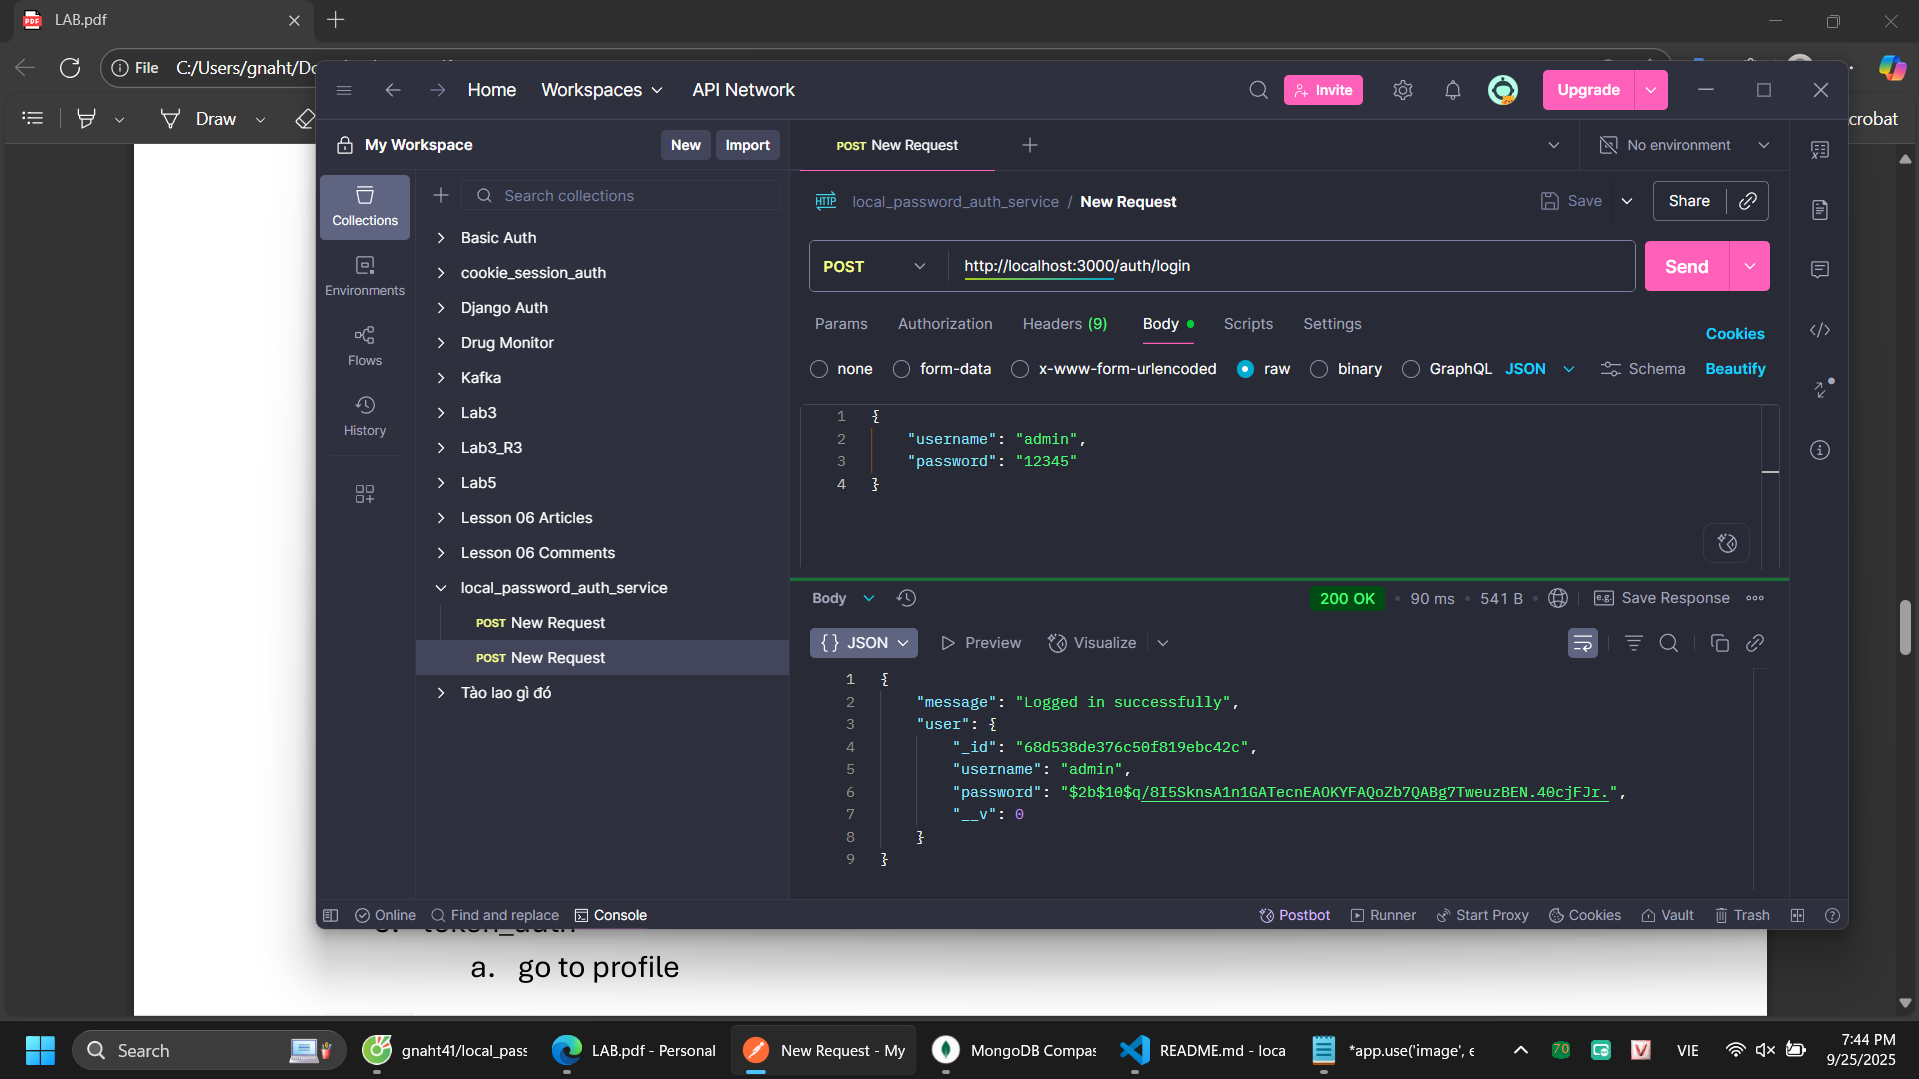 LAB.pdf
File
C:/Users/gnaht/Do
Draw
crobat
Home
Workspaces
API Network
Invite
Upgrade
My Workspace
New
Import
POST New Request
No environment
Collections
Environments
Flows
History
Search collections
Basic Auth
cookie_session_auth
Django Auth
Drug Monitor
Kafka
Lab3
Lab3_R3
Lab5
Lesson 06 Articles
Lesson 06 Comments
local_password_auth_service
POST New Request
POST New Request
Tào lao gì đó
HTTP
local_password_auth_service / New Request
Save
Share
POST
http://localhost:3000/auth/login
Send
Params
Authorization
Headers (9)
Body
Scripts
Settings
Cookies
none
form-data
x-www-form-urlencoded
raw
binary
GraphQL
JSON
Schema
Beautify
1 {
2 "username": "admin",
3 "password": "12345"
4 }
Body
200 OK
90 ms
541 B
e.g.
Save Response
{} JSON
Preview
Visualize
1 {
2 "message": "Logged in successfully",
3 "user": {
4 "_id": "68d538de376c50f819ebc42c",
5 "username": "admin",
6 "password": "$2b$10$q/8I5SknsA1n1GATecnEAOKYFAQoZb7QABg7TweuzBEN.40cjFJr.",
7 "__v": 0
8 }
9 }
Online
Find and replace
Console
Postbot
Runner
Start Proxy
Cookies
Vault
Trash
token_auth
a. go to profile
Search
gnaht41/local_pass
LAB.pdf - Personal
New Request - My
MongoDB Compas
README.md - loca
*app.use('image', e
70
VIE
7:44 PM
9/25/2025